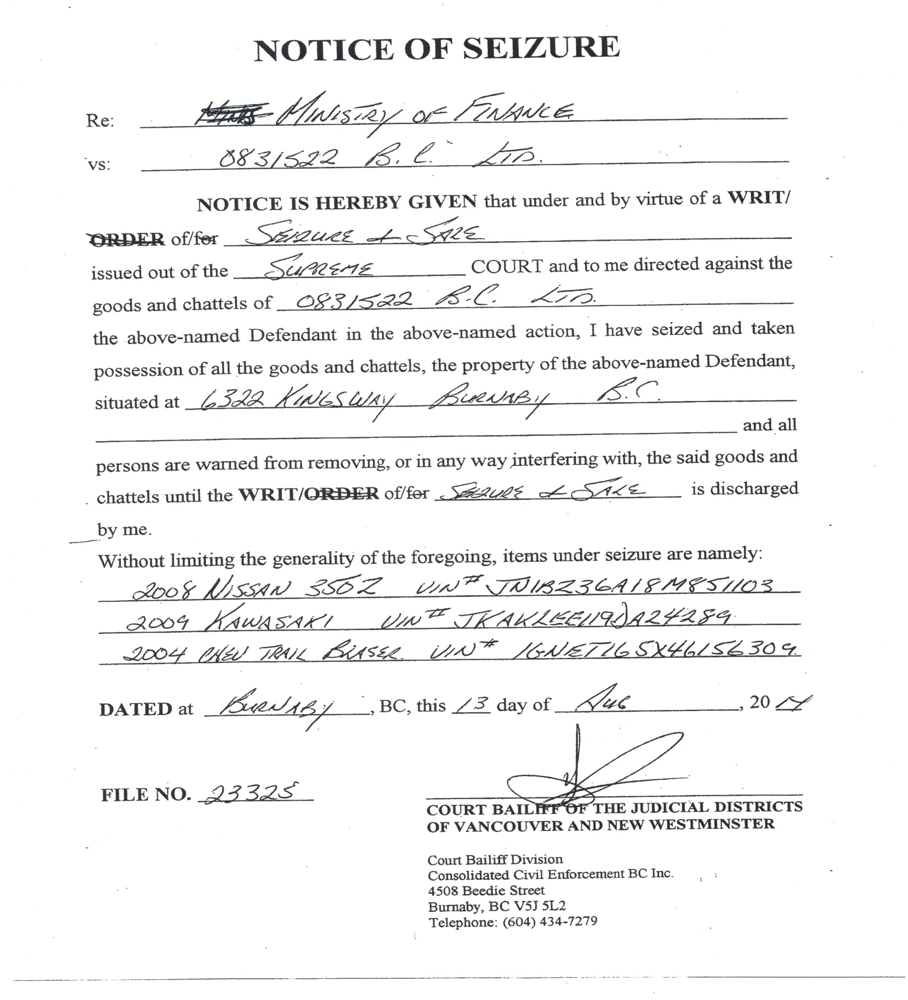 NOTICE OF SEIZURE
Re: MINISTRY OF FINANCE
vs: 0831522 B.C. LTD.
NOTICE IS HEREBY GIVEN that under and by virtue of a WRIT/
ORDER of/for SEIZURE & SALE
issued out of the SUPREME COURT and to me directed against the
goods and chattels of 0831522 B.C. LTD.
the above-named Defendant in the above-named action, I have seized and taken
possession of all the goods and chattels, the property of the above-named Defendant,
situated at 6322 KINGSWAY BURNABY B.C.
and all
persons are warned from removing, or in any way interfering with, the said goods and
chattels until the WRIT/ORDER of/for SEIZURE & SALE is discharged
by me.
Without limiting the generality of the foregoing, items under seizure are namely:
2008 NISSAN 350Z VIN# JN1BZ36A18M851103
2009 KAWASAKI VIN#
2004 CHEV TRAIL BLASER. VIN# 1GNET16SX46156309.
DATED at BURNABY, BC, this 13 day of AUG, 2014
FILE NO. 23325
COURT BAILIFF OF THE JUDICIAL DISTRICTS
OF VANCOUVER AND NEW WESTMINSTER
Court Bailiff Division
Consolidated Civil Enforcement BC Inc.
4508 Beedie Street
Burnaby, BC V5J 5L2
Telephone: (604) 434-7279